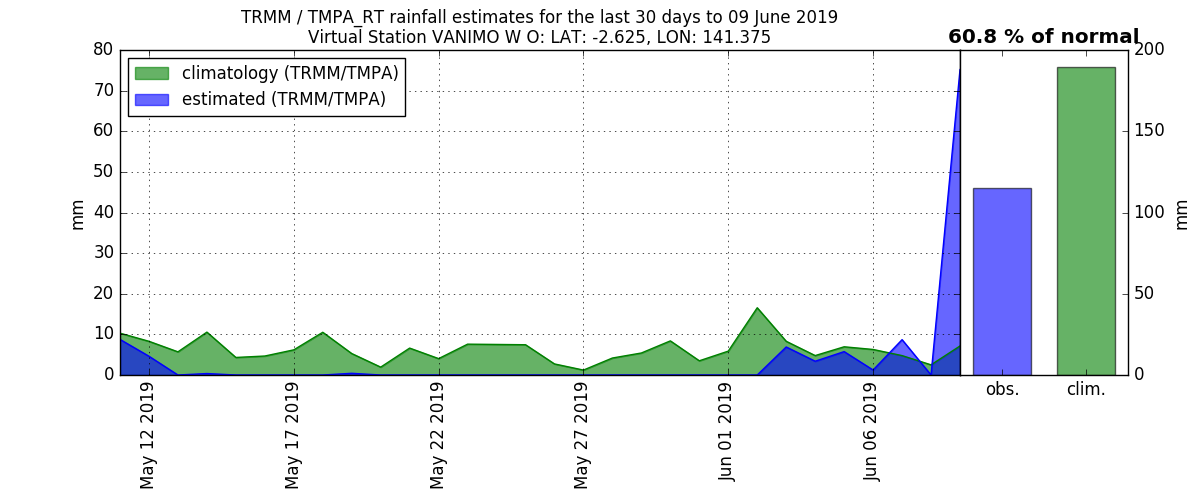 TRMM / TMPA_RT rainfall estimates for the last 30 days to 09 June 2019
Virtual Station VANIMO W O: LAT: -2.625, LON: 141.375
60.8 % of normal
climatology (TRMM/TMPA)
estimated (TRMM/TMPA)
80
70
60
50
40
30
20
10
0
mm
May 12 2019
May 17 2019
May 22 2019
May 27 2019
Jun 01 2019
Jun 06 2019
obs.
clim.
200
150
100
50
0
mm